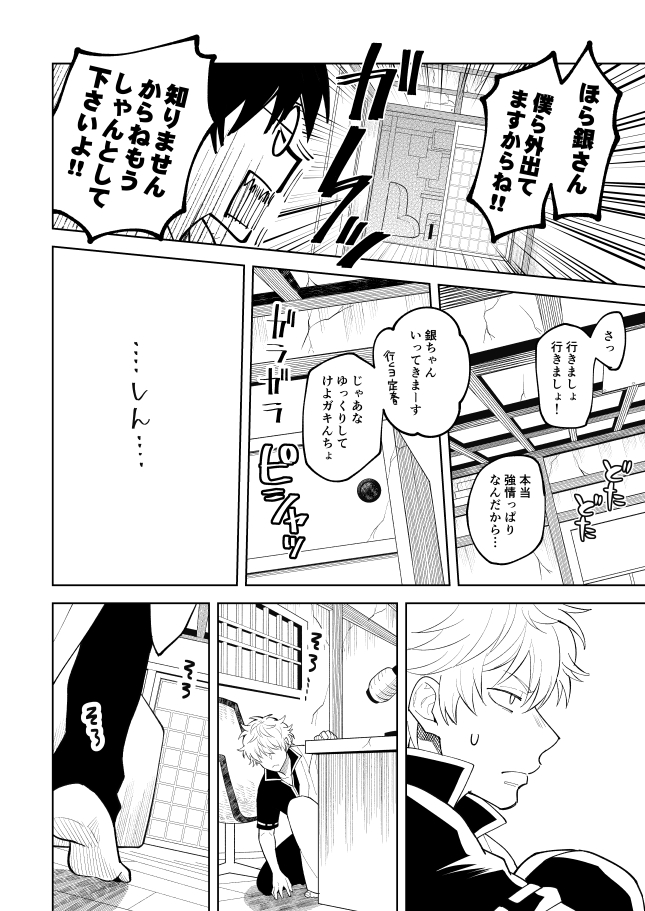 ほら銀さん
僕ら外出て
ますからね!!
知りません
からねもう
しゃんとして
下さいよ!!
さっ
行きましょ
行きましょ!
本当
強情っぱり
なんだから…
どた
どた
銀ちゃん
いってきまーす
行くヨ定春
じゃあな
ゆっくりして
けよガキんちょ
ガラ
ガラ
ピシャッ
…しん…
そろ
そろ
そろ